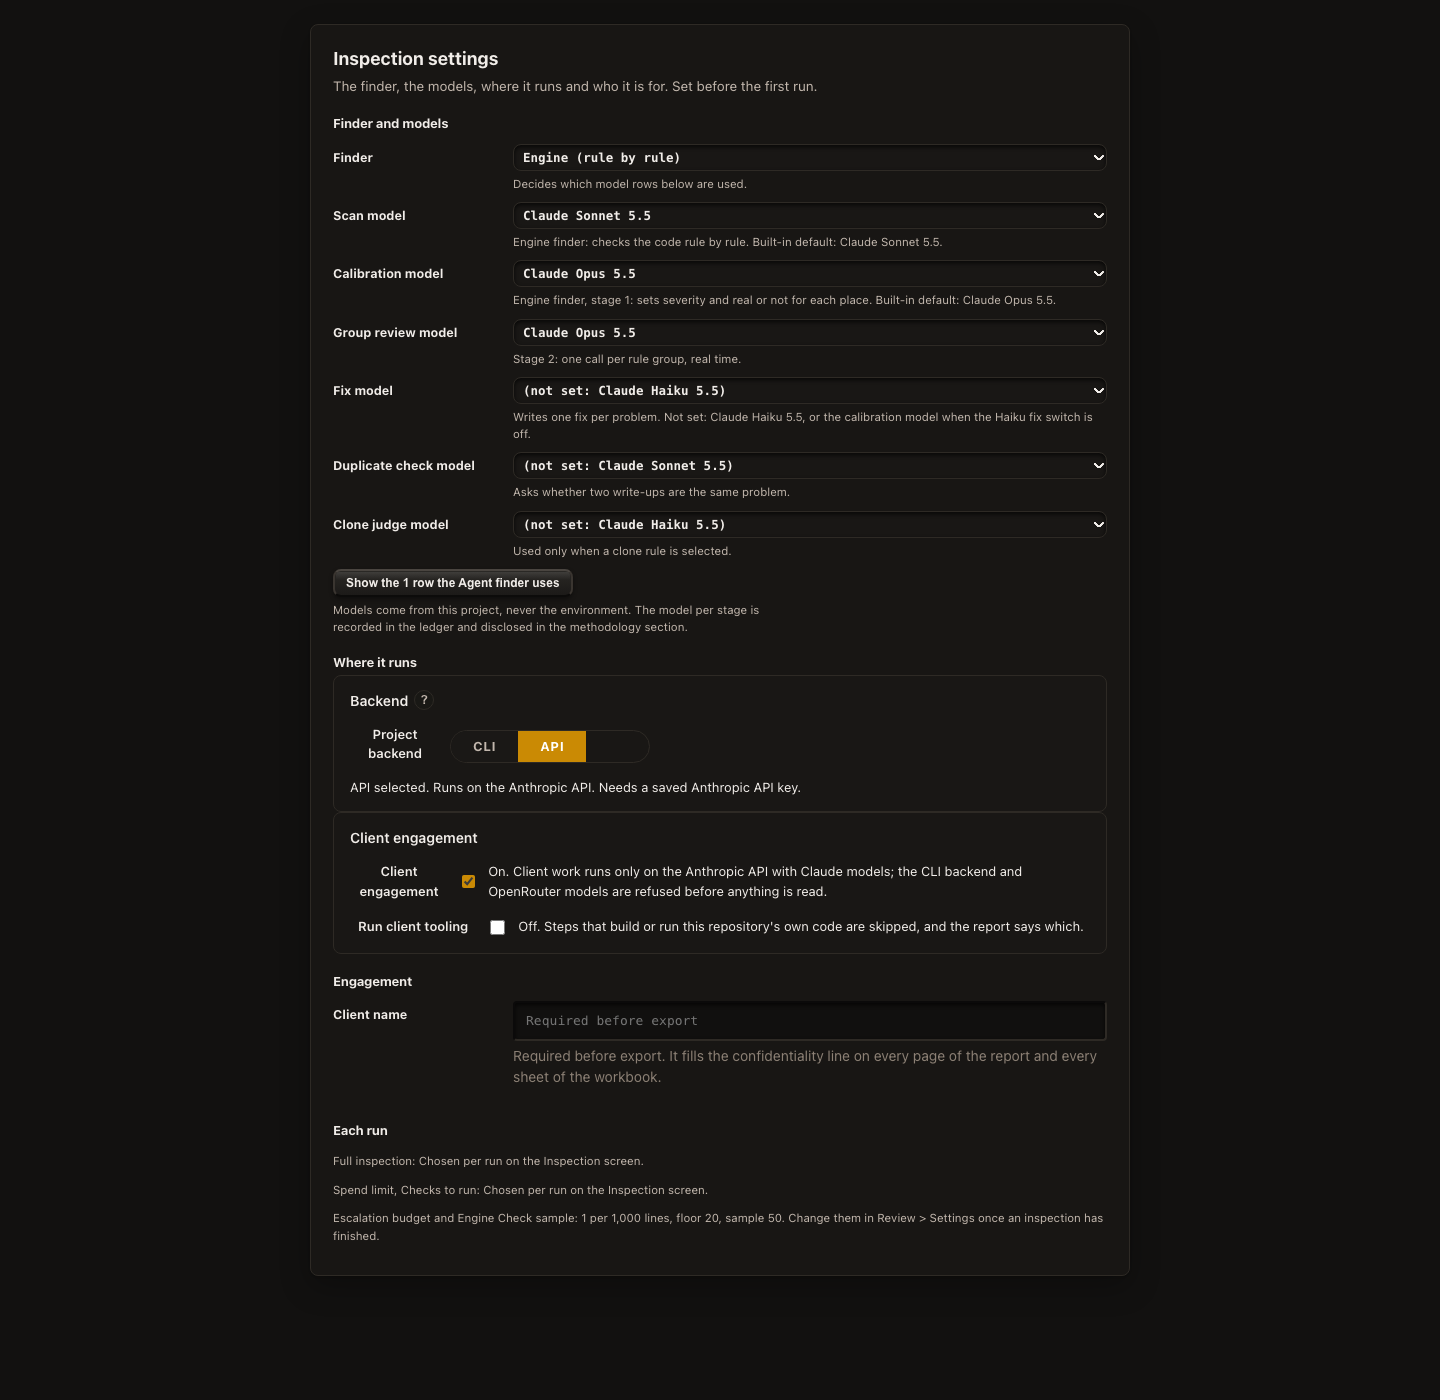 Inspection settings
The finder, the models, where it runs and who it is for. Set before the first run.
Finder and models
Finder
Engine (rule by rule)
Decides which model rows below are used.
Scan model
Claude Sonnet 5.5
Engine finder: checks the code rule by rule. Built-in default: Claude Sonnet 5.5.
Calibration model
Claude Opus 5.5
Engine finder, stage 1: sets severity and real or not for each place. Built-in default: Claude Opus 5.5.
Group review model
Claude Opus 5.5
Stage 2: one call per rule group, real time.
Fix model
(not set: Claude Haiku 5.5)
Writes one fix per problem. Not set: Claude Haiku 5.5, or the calibration model when the Haiku fix switch is
off.
Duplicate check model
(not set: Claude Sonnet 5.5)
Asks whether two write-ups are the same problem.
Clone judge model
(not set: Claude Haiku 5.5)
Used only when a clone rule is selected.
Show the 1 row the Agent finder uses
Models come from this project, never the environment. The model per stage is
recorded in the ledger and disclosed in the methodology section.
Where it runs
Backend ?
Project
backend
CLI API
API selected. Runs on the Anthropic API. Needs a saved Anthropic API key.
Client engagement
Client
engagement
On. Client work runs only on the Anthropic API with Claude models; the CLI backend and
OpenRouter models are refused before anything is read.
Run client tooling
Off. Steps that build or run this repository's own code are skipped, and the report says which.
Engagement
Client name
Required before export
Required before export. It fills the confidentiality line on every page of the report and every
sheet of the workbook.
Each run
Full inspection: Chosen per run on the Inspection screen.
Spend limit, Checks to run: Chosen per run on the Inspection screen.
Escalation budget and Engine Check sample: 1 per 1,000 lines, floor 20, sample 50. Change them in Review > Settings once an inspection has
finished.